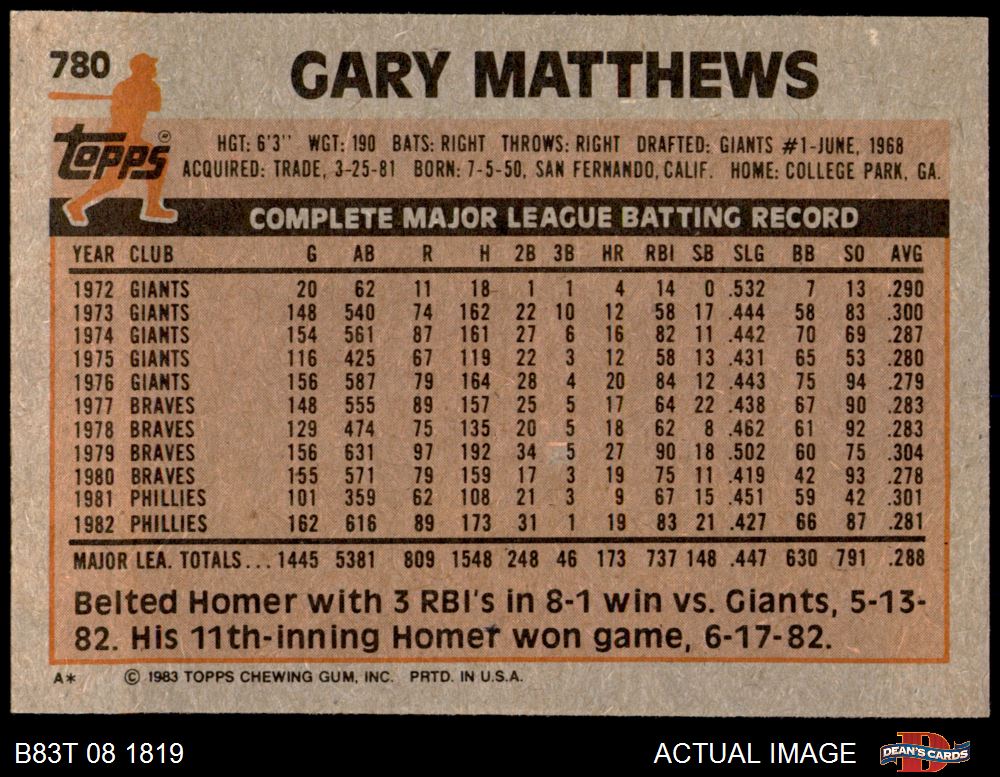 780 GARY MATTHEWS
Topps ®
HGT: 6'3" WGT: 190 BATS: RIGHT THROWS: RIGHT DRAFTED: GIANTS #1-JUNE, 1968
ACQUIRED: TRADE, 3-25-81 BORN: 7-5-50, SAN FERNANDO, CALIF. HOME: COLLEGE PARK, GA.
COMPLETE MAJOR LEAGUE BATTING RECORD
YEAR CLUB G AB R H 2B 3B HR RBI SB SLG BB SO AVG
1972 GIANTS 20 62 11 18 1 1 4 14 0 .532 7 13 .290
1973 GIANTS 148 540 74 162 22 10 12 58 17 .444 58 83 .300
1974 GIANTS 154 561 87 161 27 6 16 82 11 .442 70 69 .287
1975 GIANTS 116 425 67 119 22 3 12 58 13 .431 65 53 .280
1976 GIANTS 156 587 79 164 28 4 20 84 12 .443 75 94 .279
1977 BRAVES 148 555 89 157 25 5 17 64 22 .438 67 90 .283
1978 BRAVES 129 474 75 135 20 5 18 62 8 .462 61 92 .283
1979 BRAVES 156 631 97 192 34 5 27 90 18 .502 60 75 .304
1980 BRAVES 155 571 79 159 17 3 19 75 11 .419 42 93 .278
1981 PHILLIES 101 359 62 108 21 3 9 67 15 .451 59 42 .301
1982 PHILLIES 162 616 89 173 31 1 19 83 21 .427 66 87 .281
MAJOR LEA. TOTALS... 1445 5381 809 1548 248 46 173 737 148 .447 630 791 .288
Belted Homer with 3 RBI's in 8-1 win vs. Giants, 5-13-
82. His 11th-inning Homer won game, 6-17-82.
A* © 1983 TOPPS CHEWING GUM, INC. PRTD. IN U.S.A.
B83T 08 1819 ACTUAL IMAGE D DEAN'S CARDS